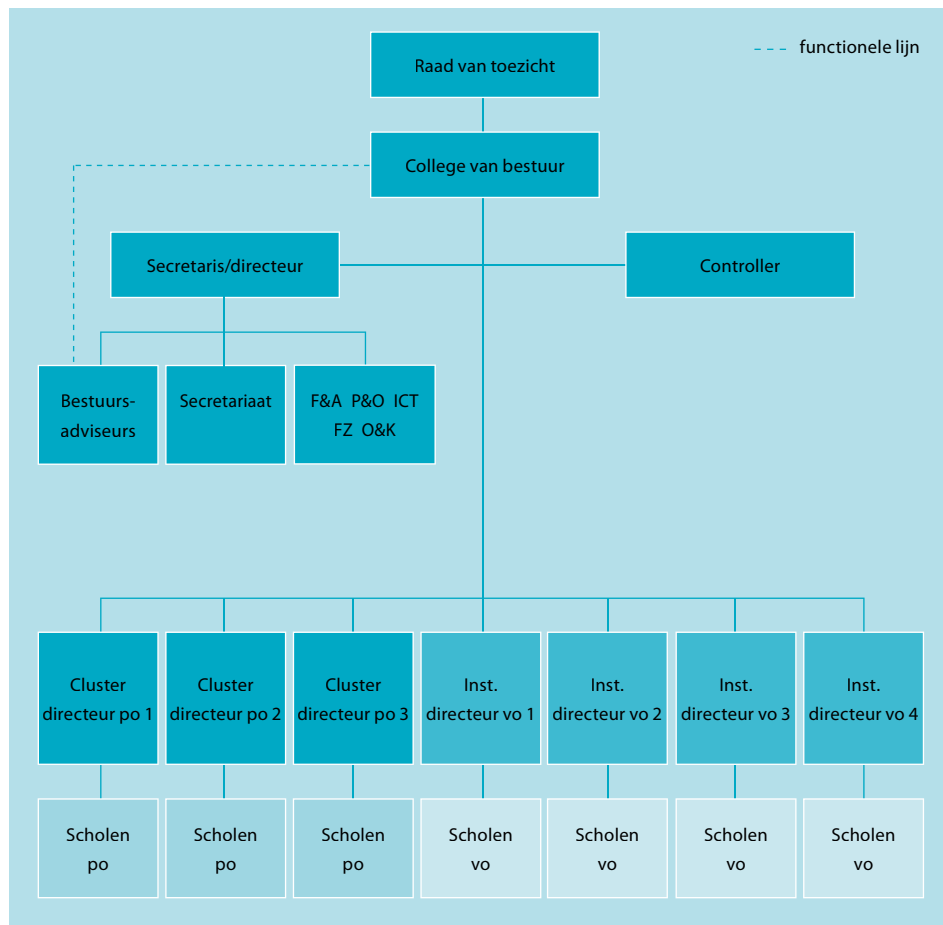 functionele lijn
Raad van toezicht
College van bestuur
Secretaris/directeur
Controller
Bestuurs-
adviseurs
Secretariaat
F&A P&O ICT
FZ O&K
Cluster
directeur po 1
Cluster
directeur po 2
Cluster
directeur po 3
Inst.
directeur vo 1
Inst.
directeur vo 2
Inst.
directeur vo 3
Inst.
directeur vo 4
Scholen
po
Scholen
po
Scholen
po
Scholen
vo
Scholen
vo
Scholen
vo
Scholen
vo